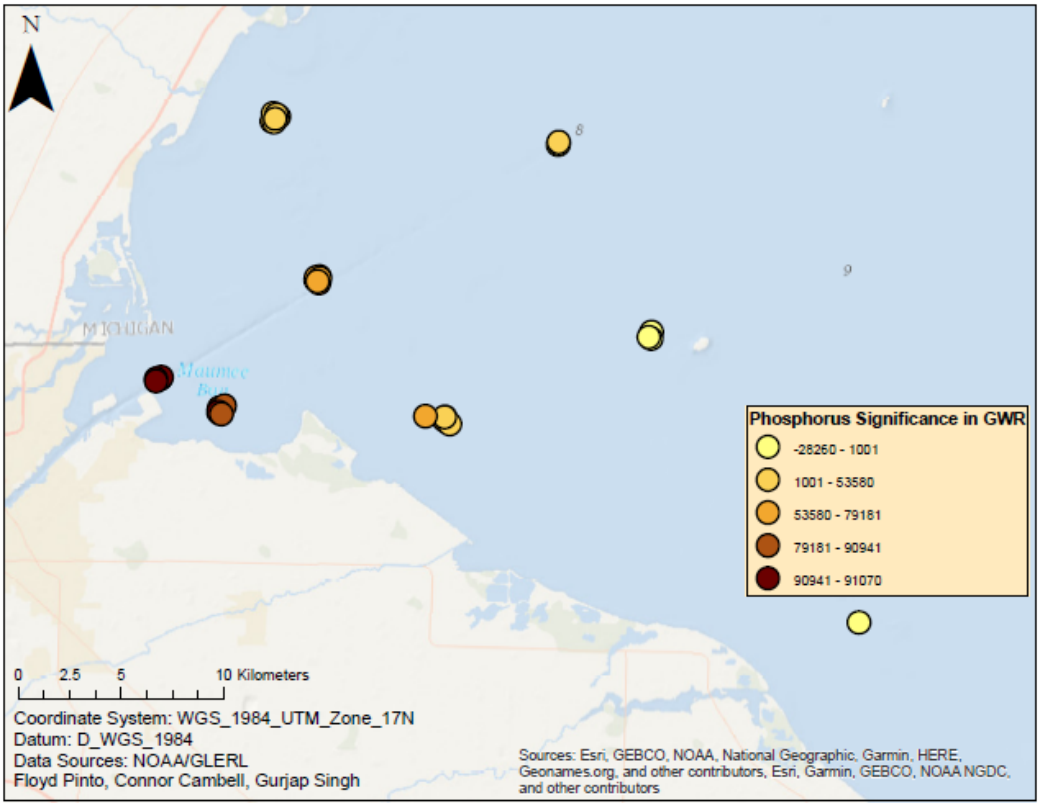 N
8
9
MICHIGAN
Maumee
Bay
Phosphorus Significance in GWR
-28260 - 1001
1001 - 53580
53580 - 79181
79181 - 90941
90941 - 91070
0 2.5 5 10 Kilometers
Coordinate System: WGS_1984_UTM_Zone_17N
Datum: D_WGS_1984
Data Sources: NOAA/GLERL
Floyd Pinto, Connor Cambell, Gurjap Singh
Sources: Esri, GEBCO, NOAA, National Geographic, Garmin, HERE,
Geonames.org, and other contributors, Esri, Garmin, GEBCO, NOAA NGDC,
and other contributors